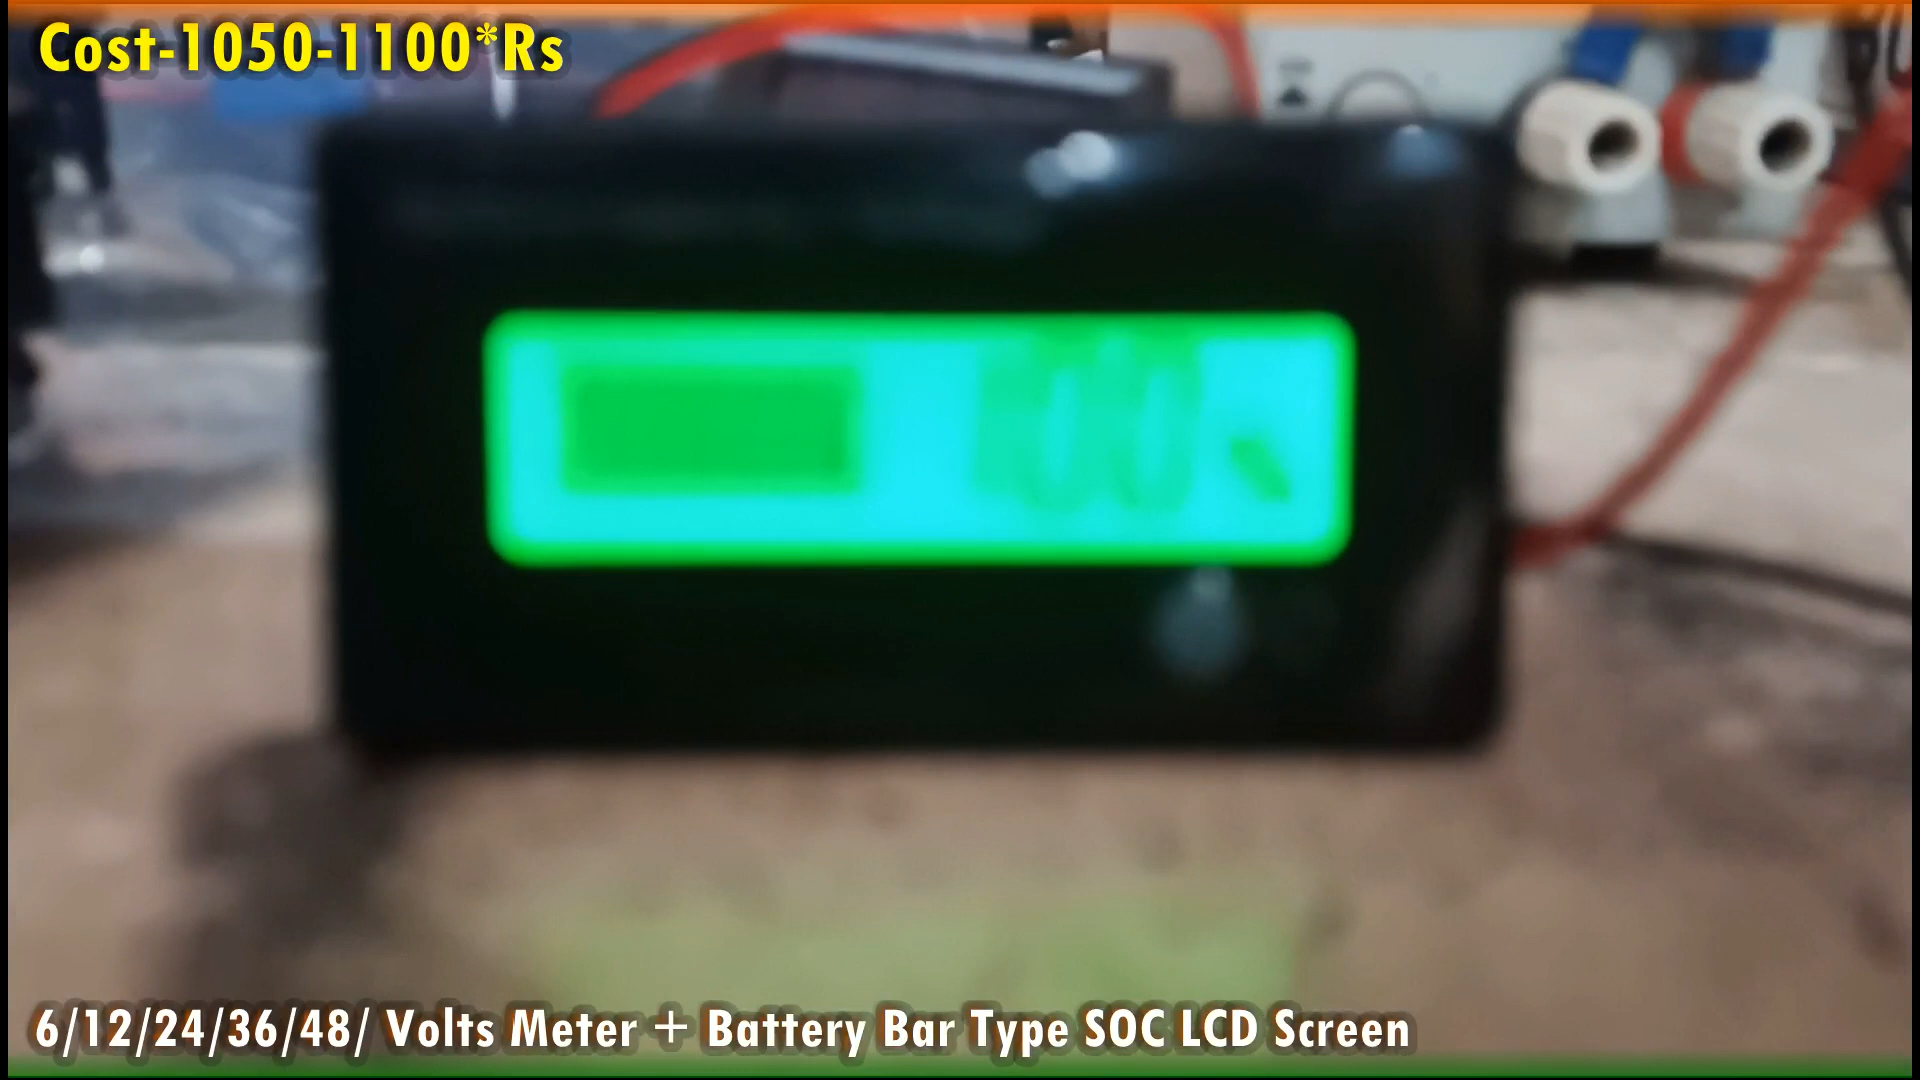 Cost-1050-1100*Rs
6/12/24/36/48/ Volts Meter + Battery Bar Type SOC LCD Screen